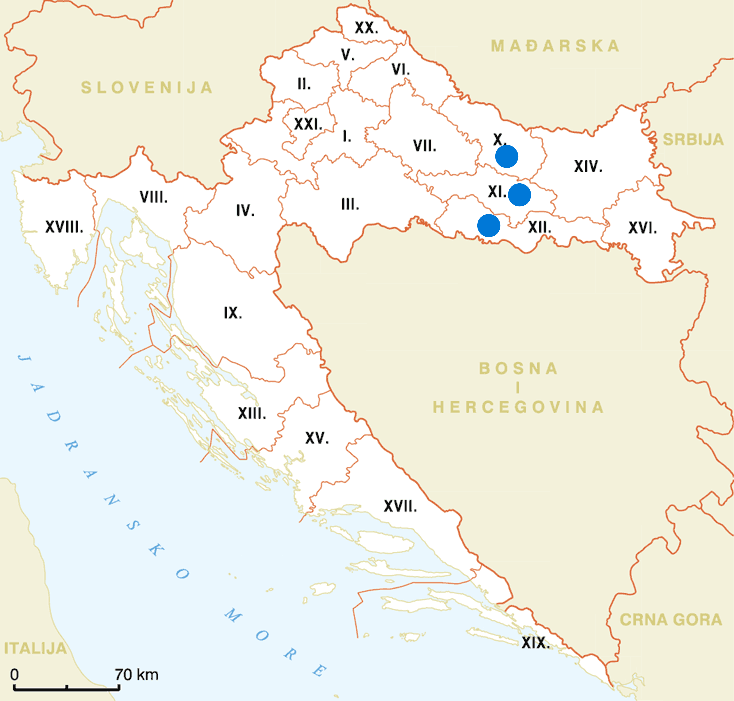 XX.
MAĐARSKA
V.
VI.
SLOVENIJA
II.
XXI.
I.
VII.
X.
SRBIJA
XIV.
VIII.
XI.
IV.
III.
XVIII.
XII.
XVI.
IX.
BOSNA
I
HERCEGOVINA
JADRANSKO MORE
XIII.
XV.
XVII.
CRNA GORA
XIX.
ITALIJA
0 70 km